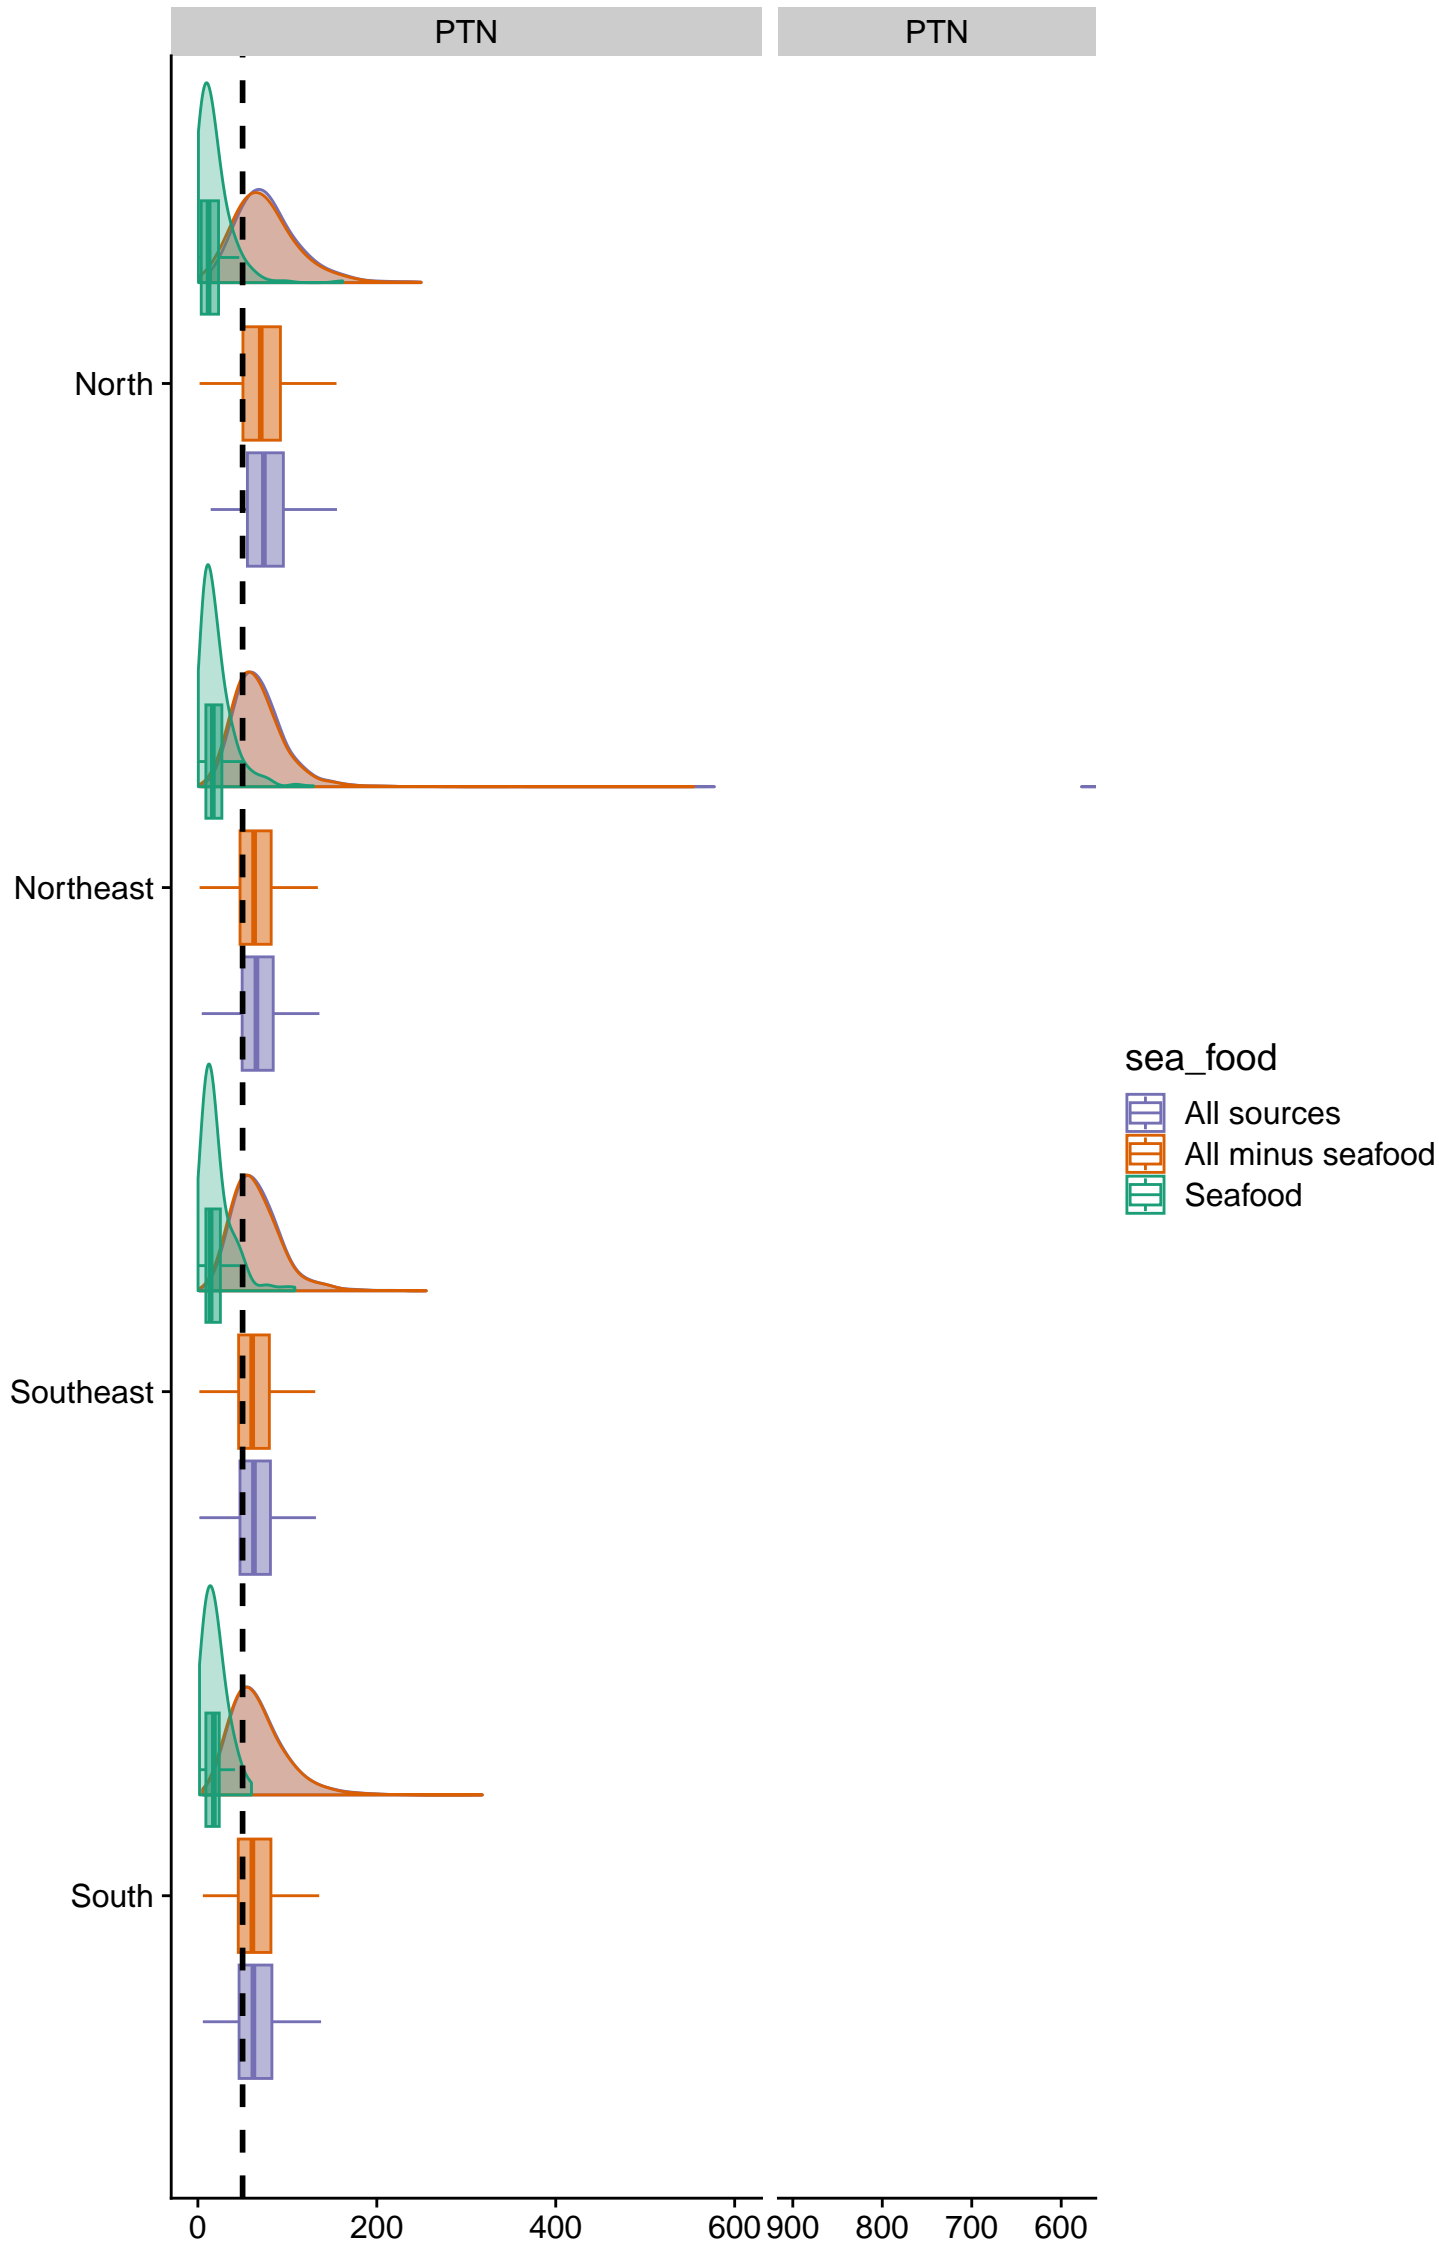 PTN PTN
North
Northeast
Southeast
South
sea_food
All sources
All minus seafood
Seafood
0 200 400 600 900 800 700 600